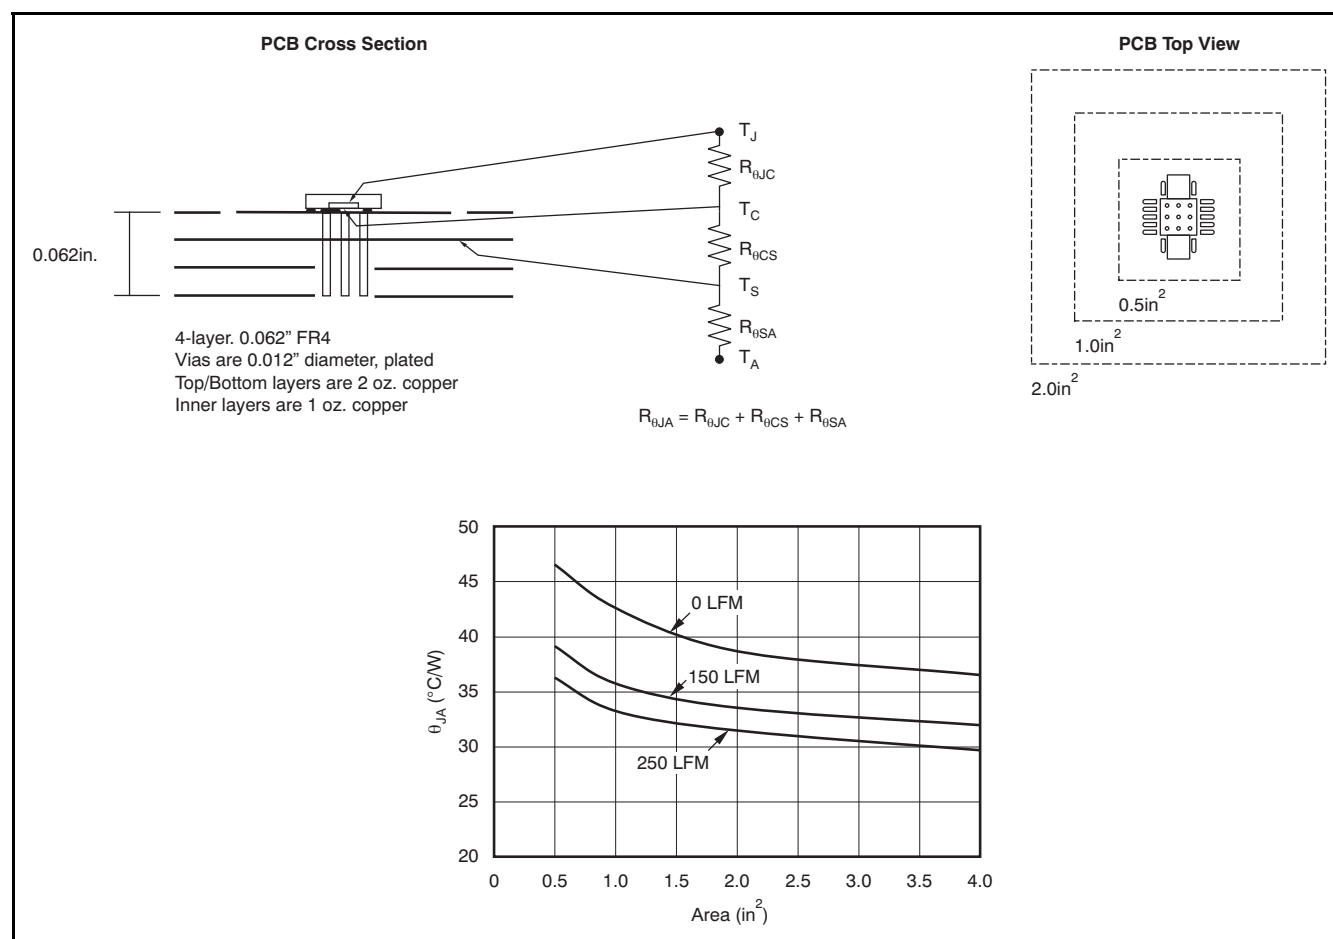 PCB Cross Section
PCB Top View
T_J
R_θJC
T_C
R_θCS
T_S
R_θSA
T_A
0.062in.
4-layer. 0.062” FR4
Vias are 0.012” diameter, plated
Top/Bottom layers are 2 oz. copper
Inner layers are 1 oz. copper
R_θJA = R_θJC + R_θCS + R_θSA
0.5in²
1.0in²
2.0in²
50
45
40
35
30
25
20
θ_JA (°C/W)
0 LFM
150 LFM
250 LFM
0 0.5 1.0 1.5 2.0 2.5 3.0 3.5 4.0
Area (in²)